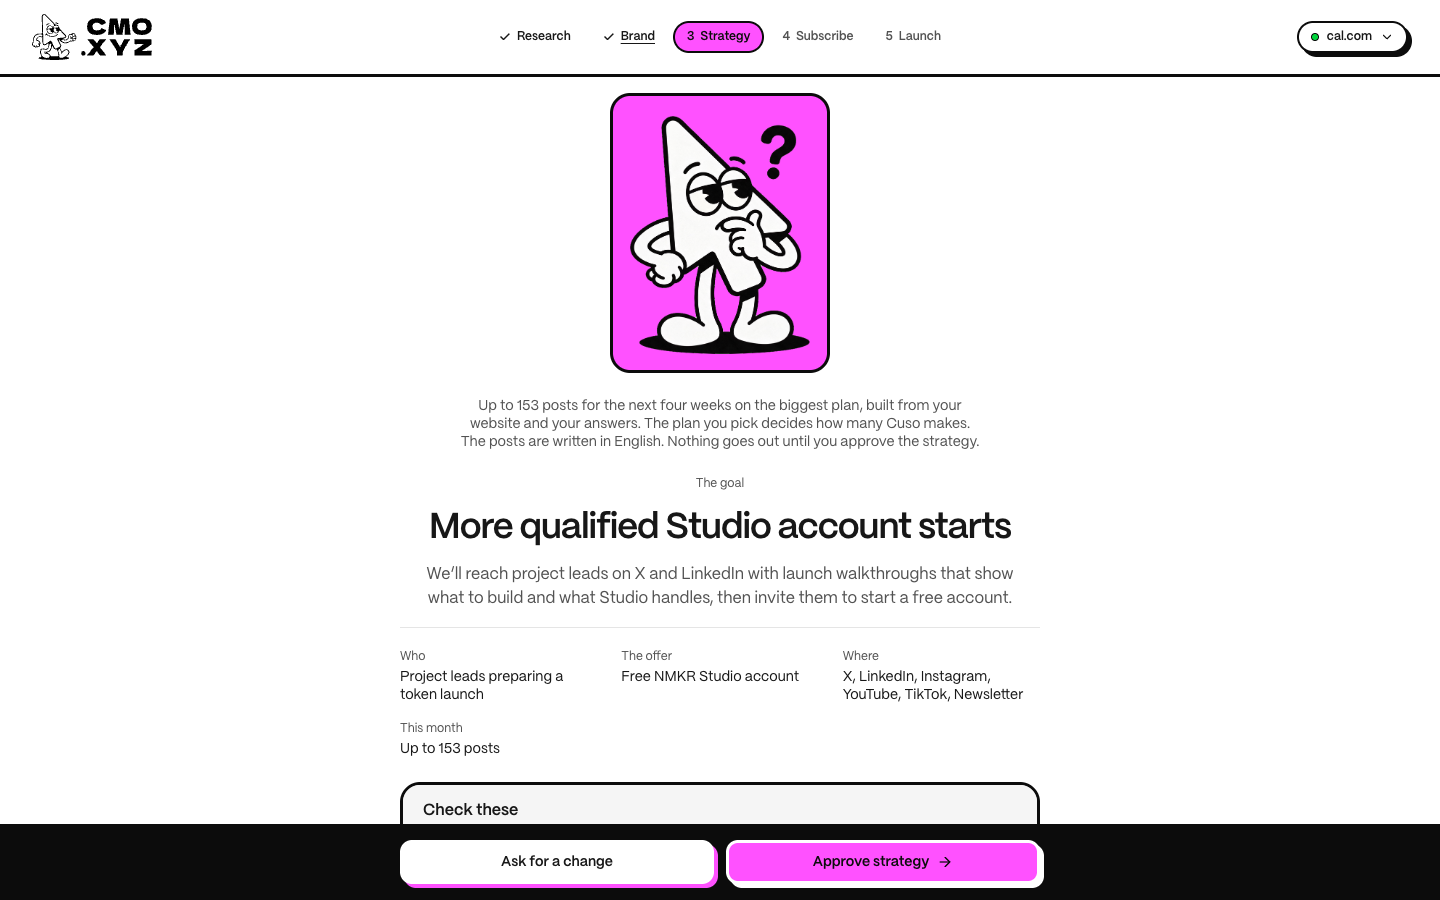 CMO
.XYZ
Research
Brand
3 Strategy
4 Subscribe
5 Launch
cal.com
?
Up to 153 posts for the next four weeks on the biggest plan, built from your
website and your answers. The plan you pick decides how many Cuso makes.
The posts are written in English. Nothing goes out until you approve the strategy.
The goal
More qualified Studio account starts
We’ll reach project leads on X and LinkedIn with launch walkthroughs that show
what to build and what Studio handles, then invite them to start a free account.
Who
Project leads preparing a
token launch
The offer
Free NMKR Studio account
Where
X, LinkedIn, Instagram,
YouTube, TikTok, Newsletter
This month
Up to 153 posts
Check these
Ask for a change
Approve strategy